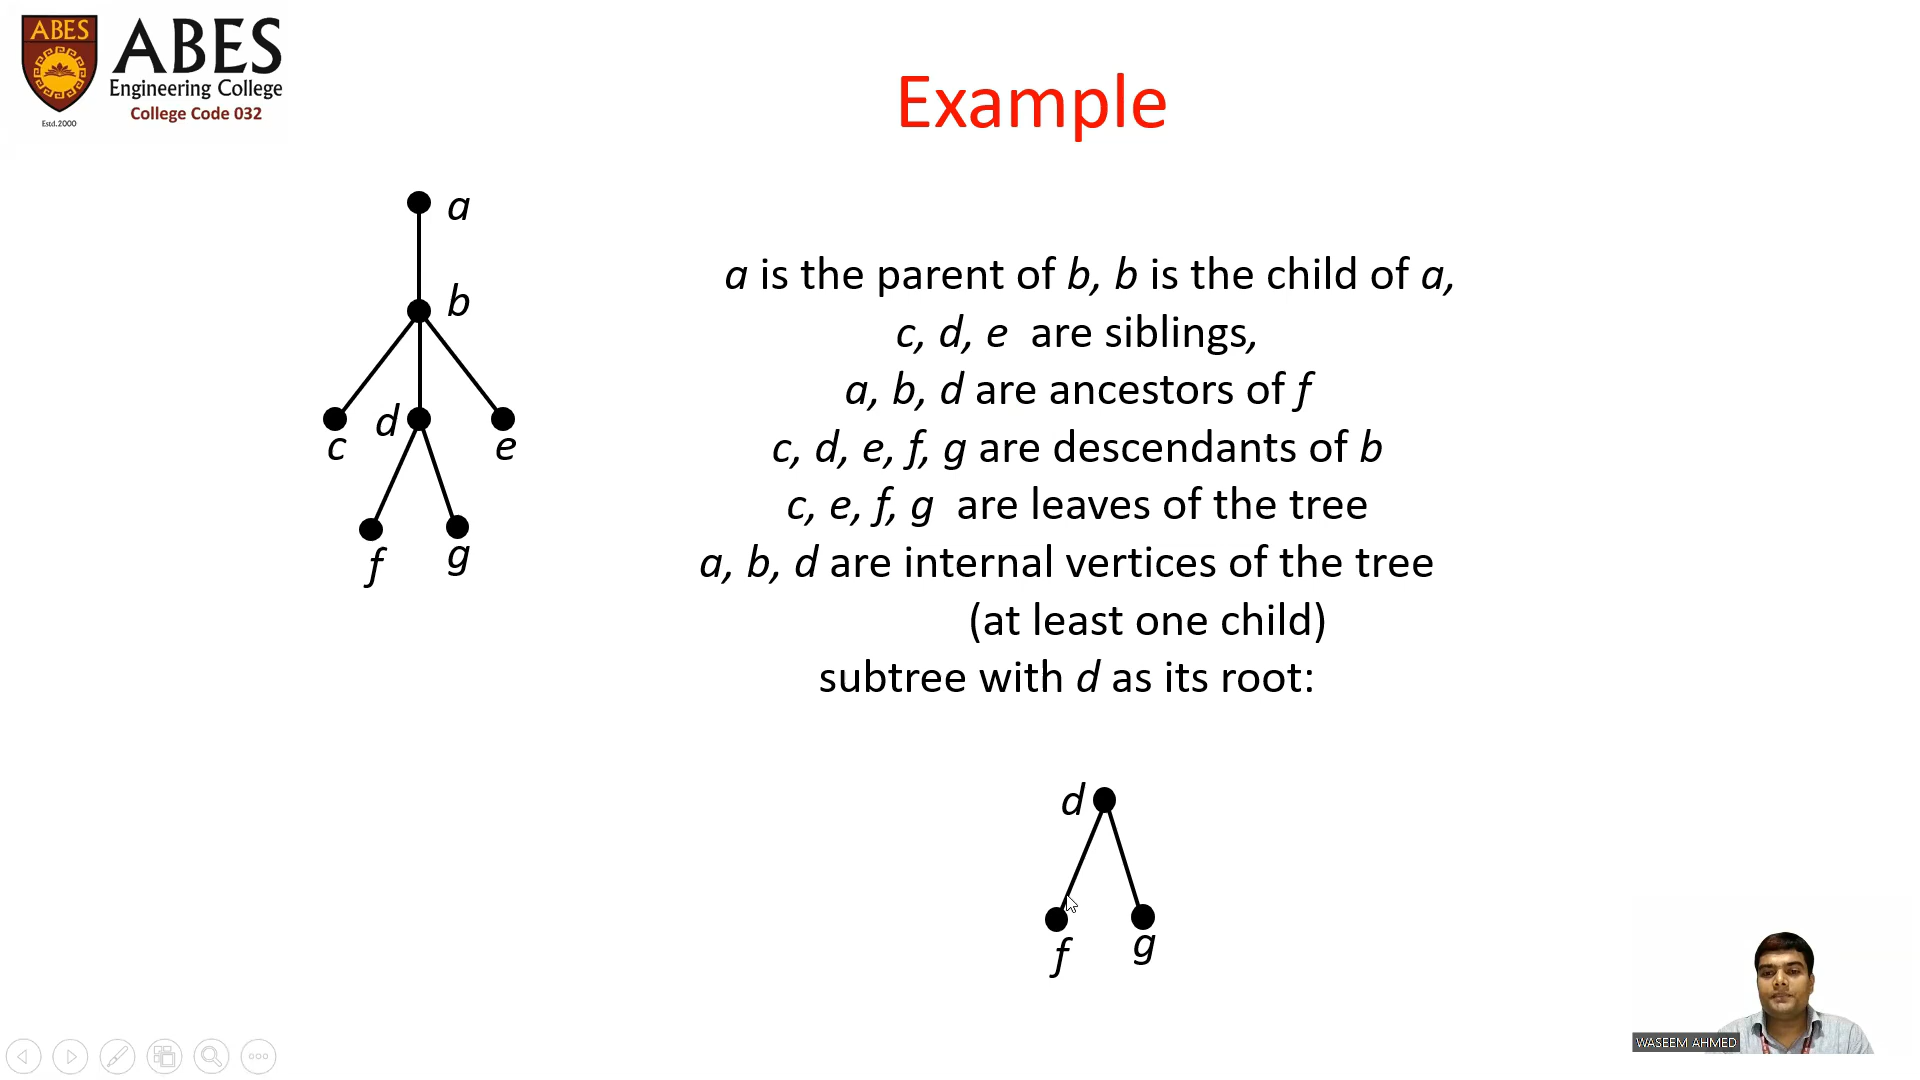 ABES
ABES
Engineering College
College Code 032
Estd.2000
Example
a
b
c
d
e
f
g
a is the parent of b, b is the child of a,
c, d, e are siblings,
a, b, d are ancestors of f
c, d, e, f, g are descendants of b
c, e, f, g are leaves of the tree
a, b, d are internal vertices of the tree
(at least one child)
subtree with d as its root:
d
f
g
WASEEM AHMED